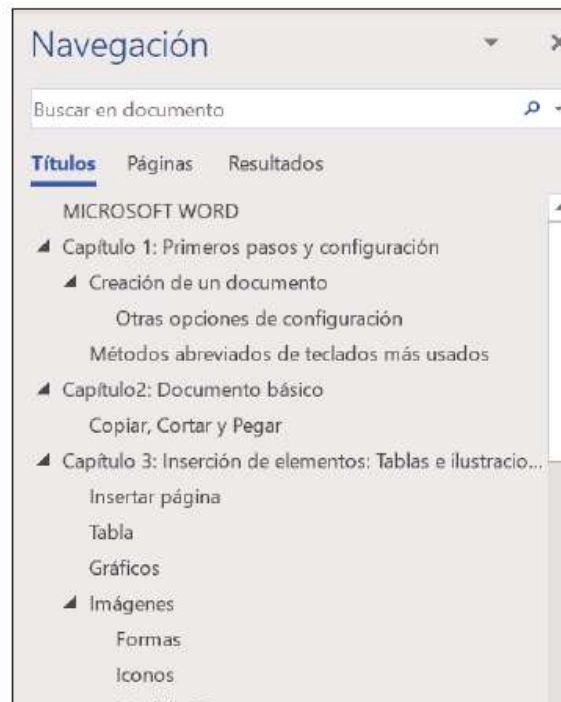 Navegación
Buscar en documento
Títulos Páginas Resultados
MICROSOFT WORD
Capítulo 1: Primeros pasos y configuración
Creación de un documento
Otras opciones de configuración
Métodos abreviados de teclados más usados
Capítulo2: Documento básico
Copiar, Cortar y Pegar
Capítulo 3: Inserción de elementos: Tablas e ilustracio...
Insertar página
Tabla
Gráficos
Imágenes
Formas
Iconos